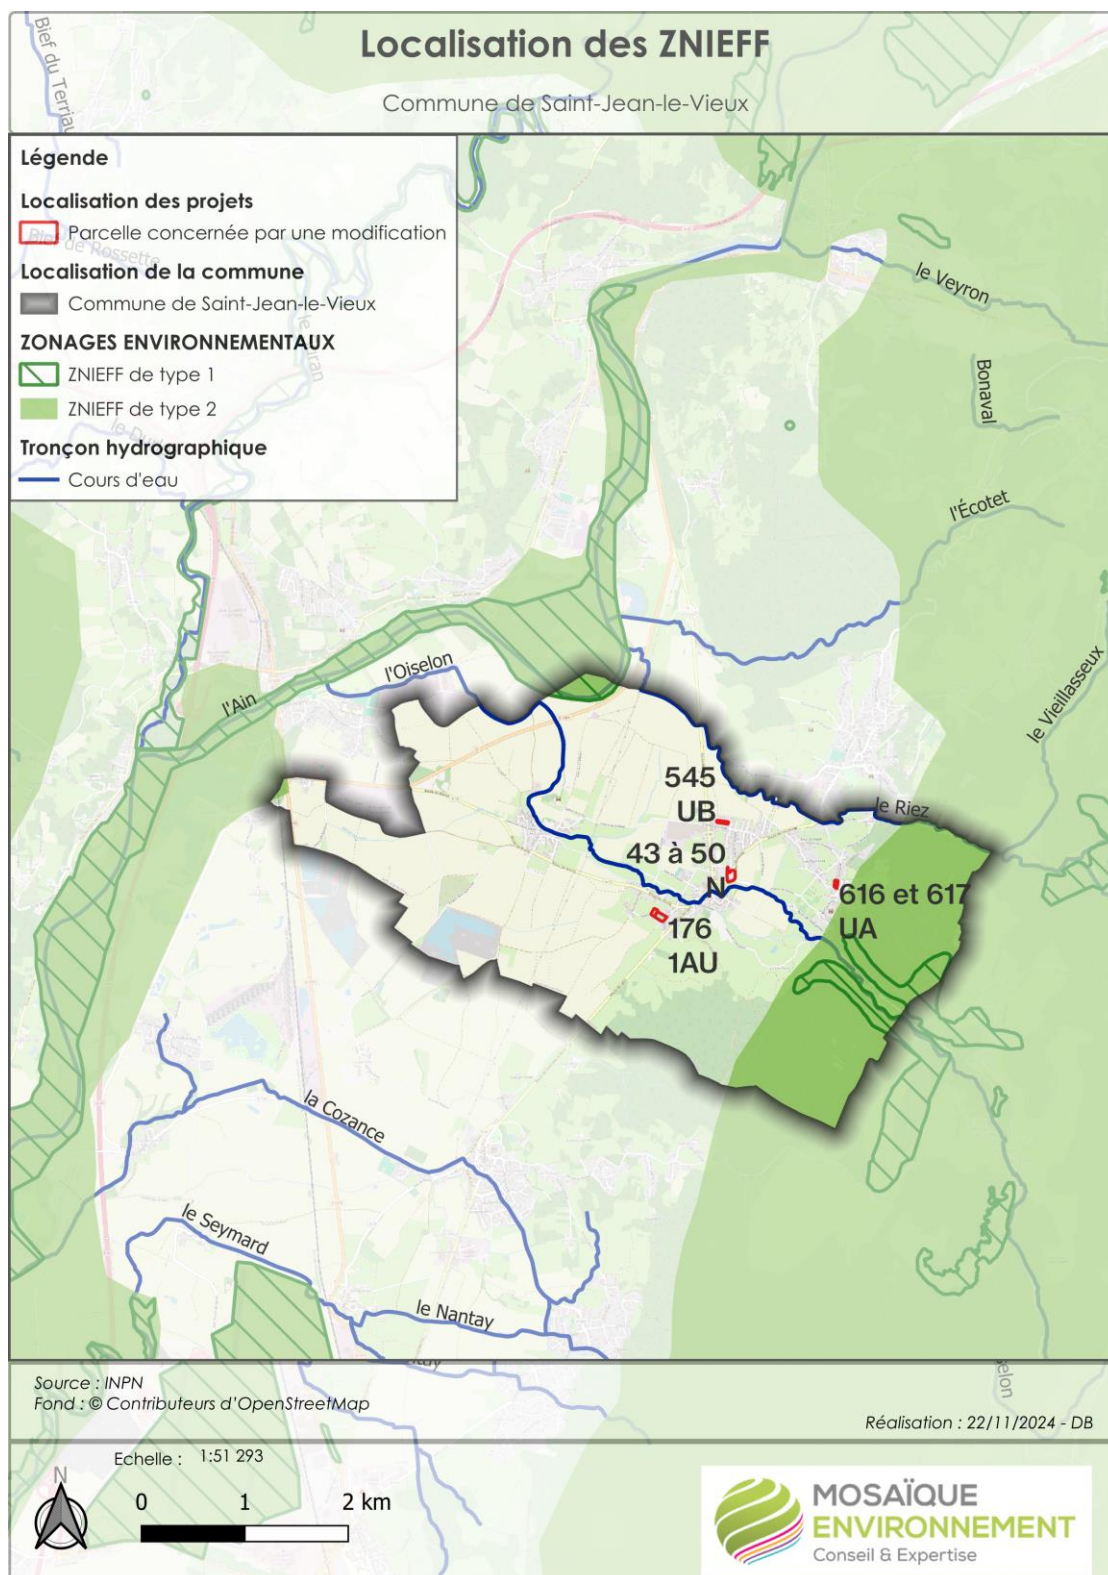 Localisation des ZNIEFF
Commune de Saint-Jean-le-Vieux
Bief du Terriau
Légende
Localisation des projets
Parcelle concernée par une modification
Bief de Rossette
Localisation de la commune
Commune de Saint-Jean-le-Vieux
ZONAGES ENVIRONNEMENTAUX
ZNIEFF de type 1
ZNIEFF de type 2
Tronçon hydrographique
Cours d'eau
le Veyron
Bonaval
l'Écotet
le Vieillasseux
l'Oiselon
l'Ain
le Riez
545
UB
43 à 50
N
616 et 617
UA
176
1AU
la Cozance
le Seymard
le Nantay
Source : INPN
Fond : © Contributeurs d'OpenStreetMap
Réalisation : 22/11/2024 - DB
Echelle : 1:51 293
N
0 1 2 km
MOSAÏQUE
ENVIRONNEMENT
Conseil & Expertise